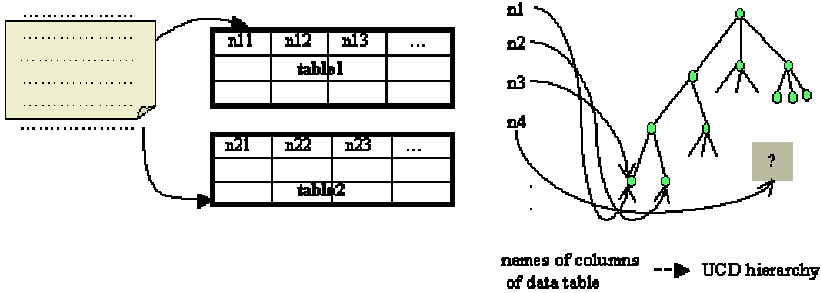 n11 n12 n13 ...
table1
n21 n22 n23 ...
table2
n1
n2
n3
n4
.
.
?
names of columns
of data table
UCD hierarchy